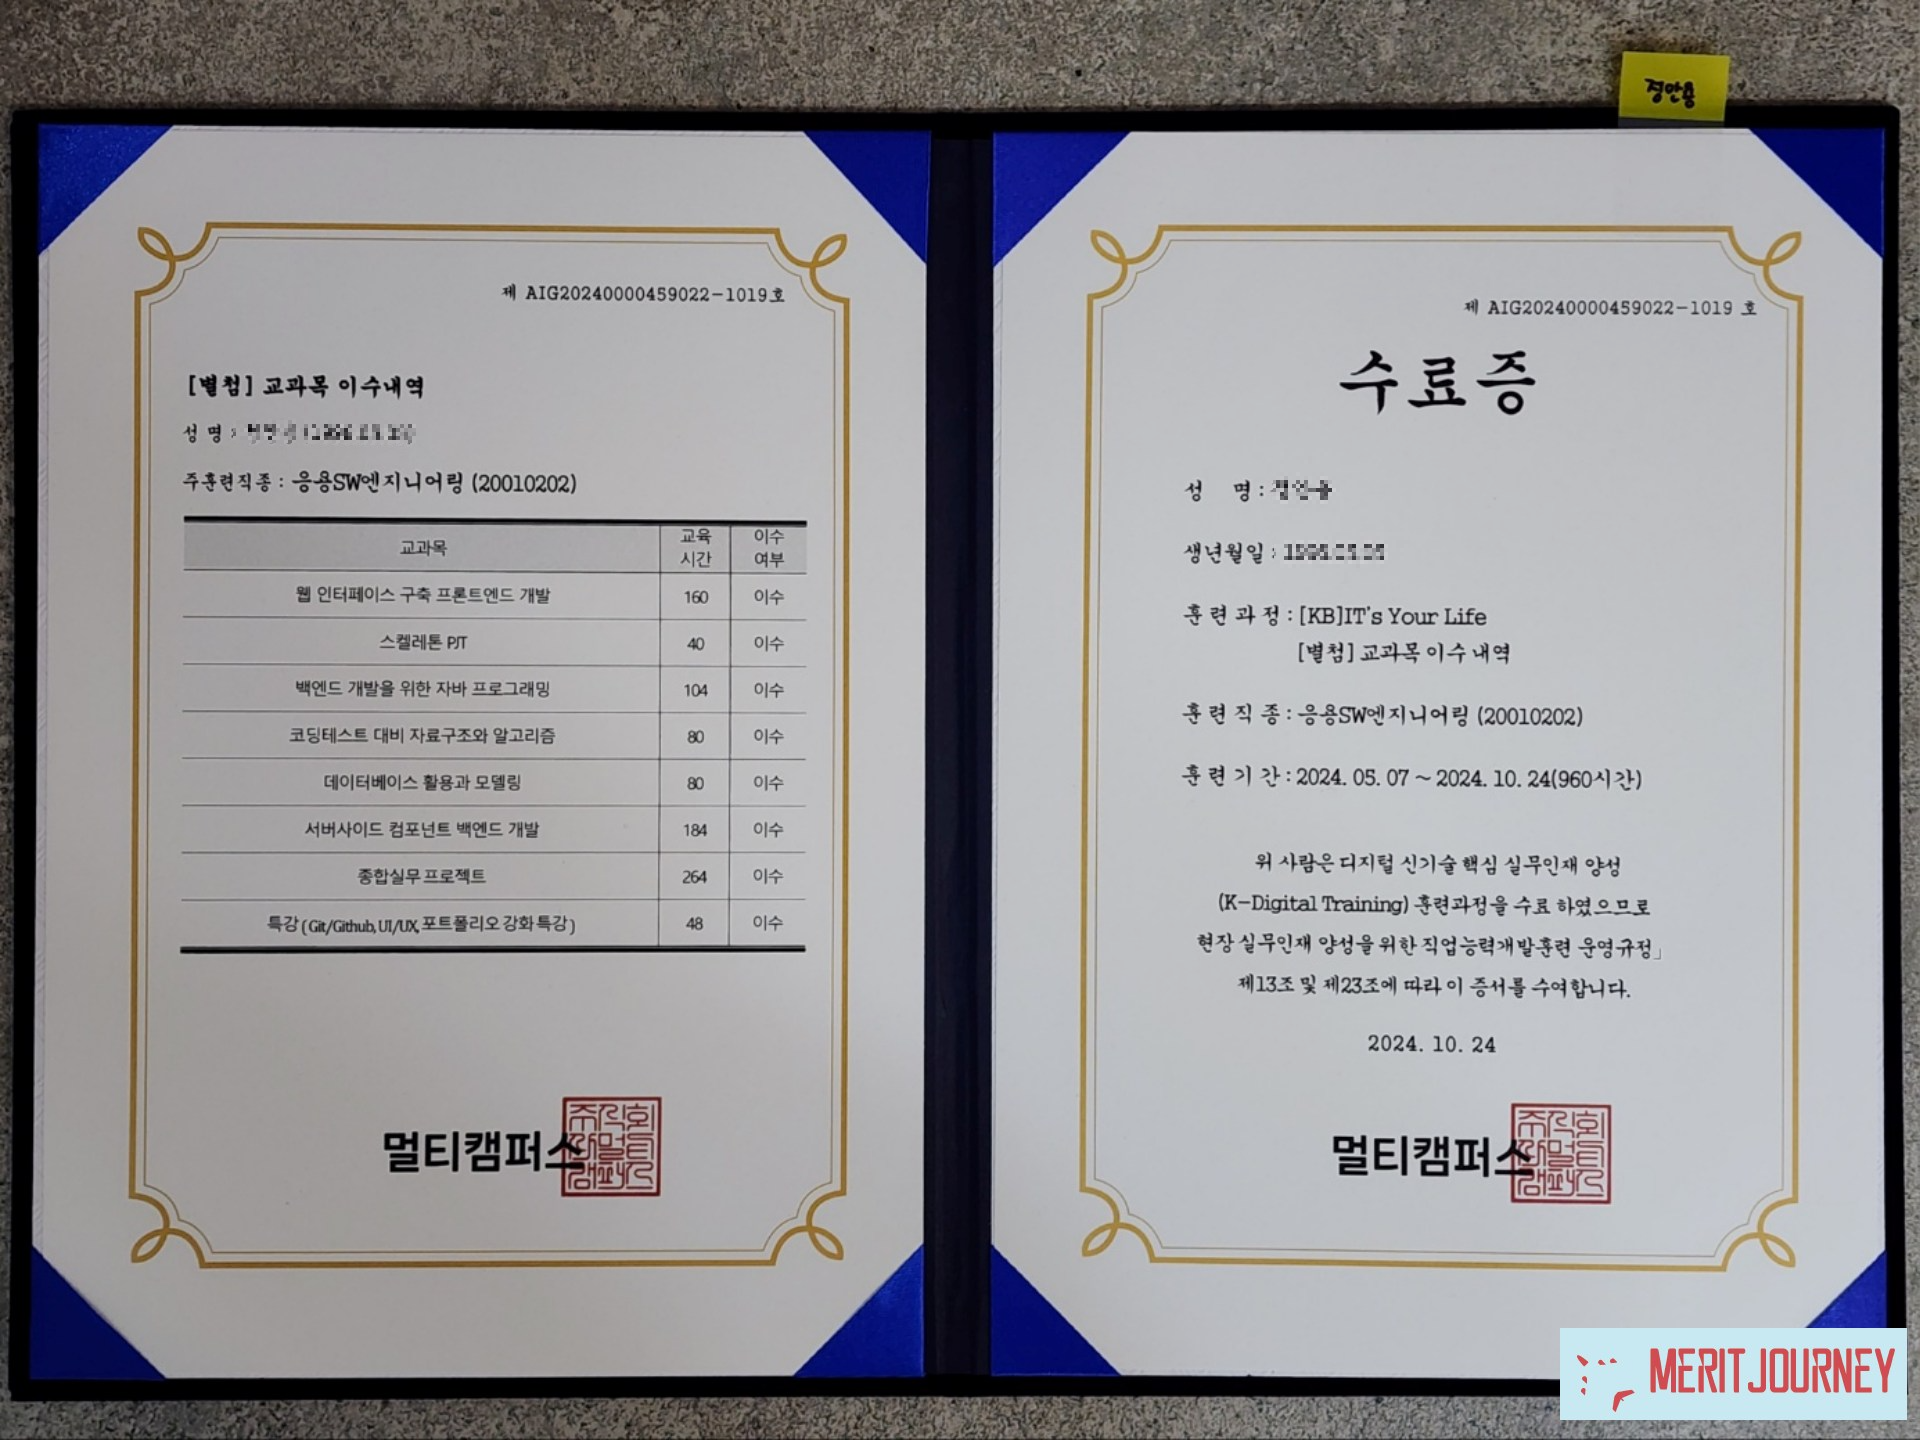 정안용
제 AIG20240000459022-1019호
[별첨] 교과목 이수내역
성 명 :
주훈련직종 : 응용SW엔지니어링 (20010202)
교과목 교육시간 이수여부
웹 인터페이스 구축 프론트엔드 개발 160 이수
스켈레톤 PJT 40 이수
백엔드 개발을 위한 자바 프로그래밍 104 이수
코딩테스트 대비 자료구조와 알고리즘 80 이수
데이터베이스 활용과 모델링 80 이수
서버사이드 컴포넌트 백엔드 개발 184 이수
종합실무 프로젝트 264 이수
특강 ( Git/Github, UI/UX, 포트폴리오 강화 특강 ) 48 이수
멀티캠퍼스
제 AIG20240000459022-1019 호
수료증
성 명 :
생년월일 :
훈 련 과 정 : [KB]IT's Your Life
[별첨] 교과목 이수 내역
훈 련 직 종 : 응용SW엔지니어링 (20010202)
훈 련 기 간 : 2024. 05. 07 ~ 2024. 10. 24(960시간)
위 사람은 디지털 신기술 핵심 실무인재 양성
(K-Digital Training) 훈련과정을 수료 하였으므로
현장 실무인재 양성을 위한 직업능력개발훈련 운영규정」
제13조 및 제23조에 따라 이 증서를 수여합니다.
2024. 10. 24
멀티캠퍼스
MERIT JOURNEY